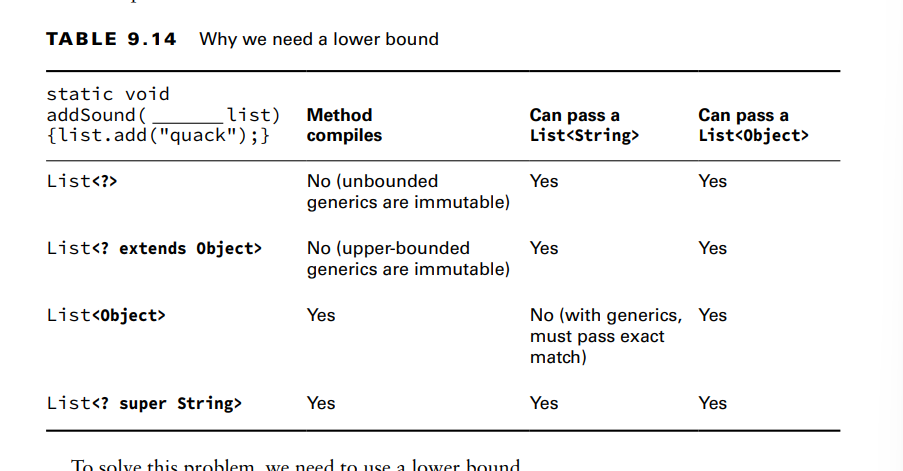 TABLE 9.14 Why we need a lower bound
static void
addSound(______list) Method Can pass a Can pass a
{list.add("quack");} compiles List<String> List<Object>
List<?> No (unbounded Yes Yes
generics are immutable)
List<? extends Object> No (upper-bounded Yes Yes
generics are immutable)
List<Object> Yes No (with generics, Yes
must pass exact
match)
List<? super String> Yes Yes Yes
To solve this problem, we need to use a lower bound